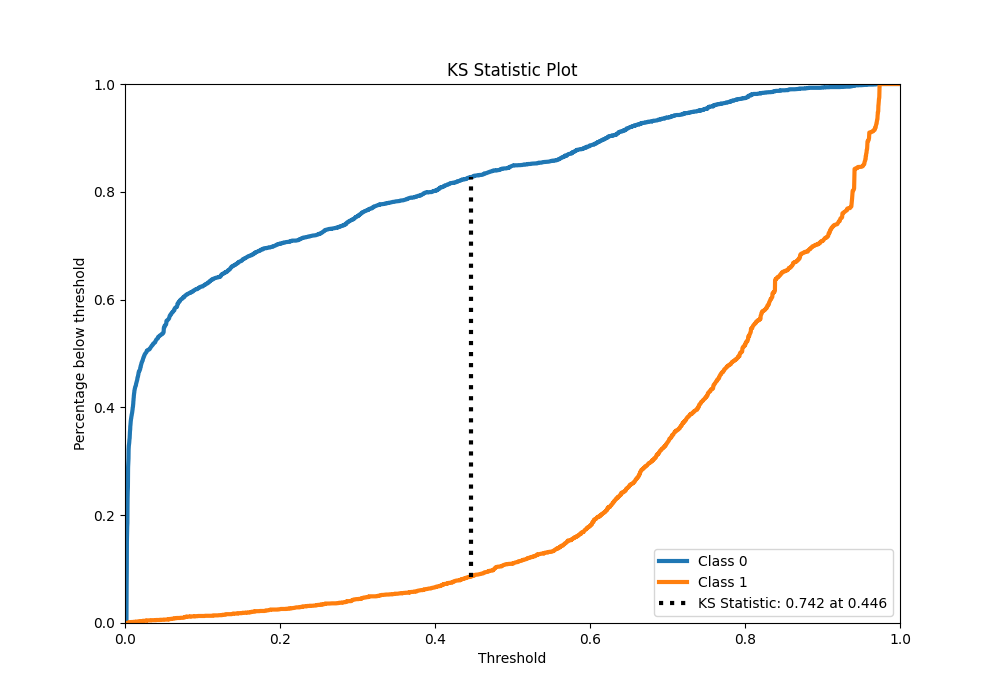 KS Statistic Plot
1.0
0.8
0.6
0.4
0.2
0.0
Percentage below threshold
Class 0
Class 1
KS Statistic: 0.742 at 0.446
0.0 0.2 0.4 0.6 0.8 1.0
Threshold